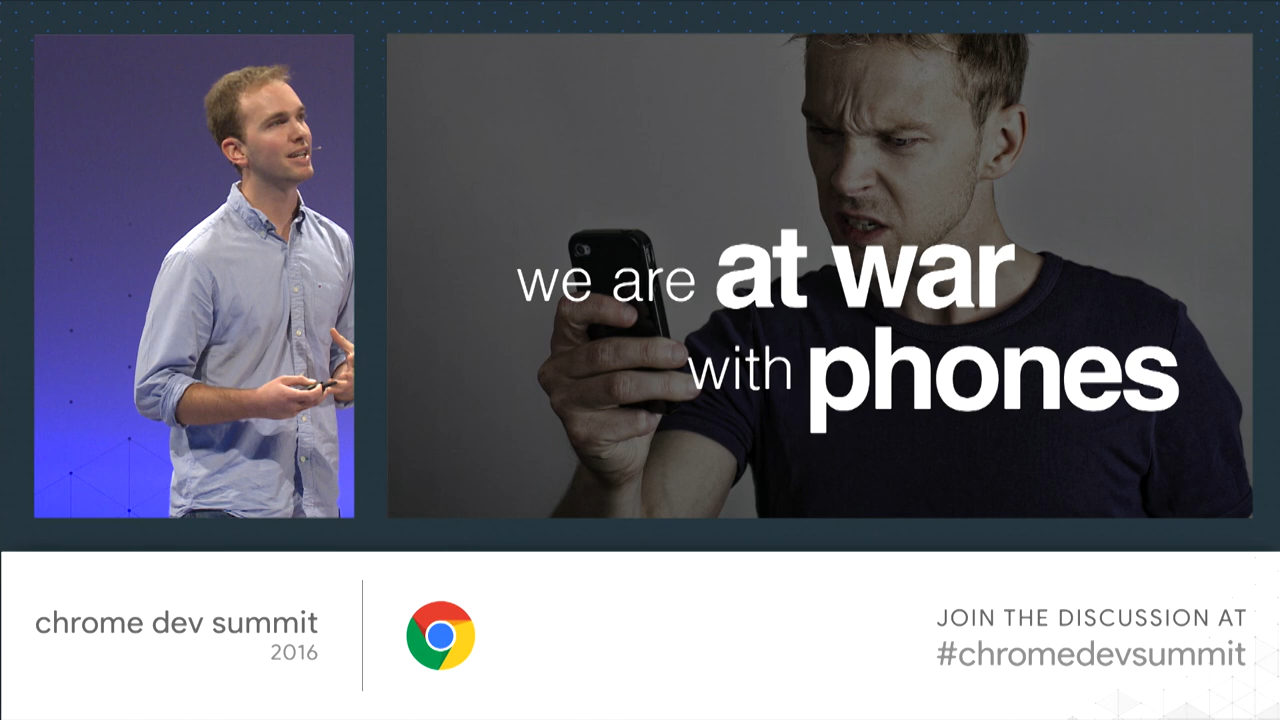 we are at war
with phones
chrome dev summit
2016
JOIN THE DISCUSSION AT
#chromedevsummit